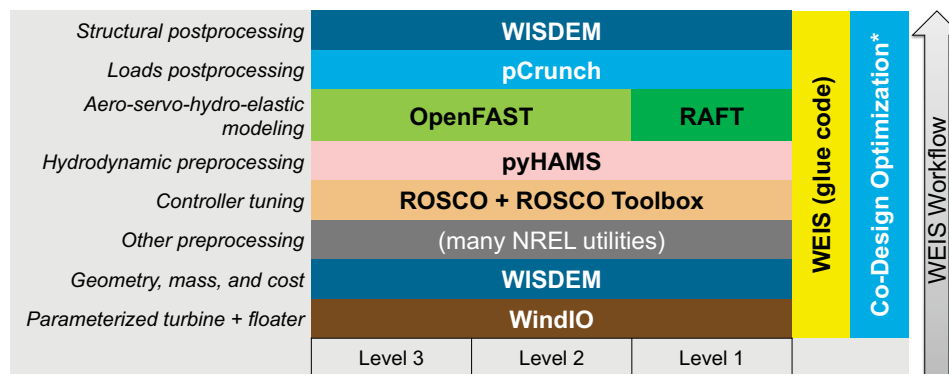 Structural postprocessing
WISDEM
Loads postprocessing
pCrunch
Aero-servo-hydro-elastic
modeling
OpenFAST
RAFT
Hydrodynamic preprocessing
pyHAMS
Controller tuning
ROSCO + ROSCO Toolbox
Other preprocessing
(many NREL utilities)
Geometry, mass, and cost
WISDEM
Parameterized turbine + floater
WindIO
Level 3
Level 2
Level 1
WEIS (glue code)
Co-Design Optimization*
WEIS Workflow